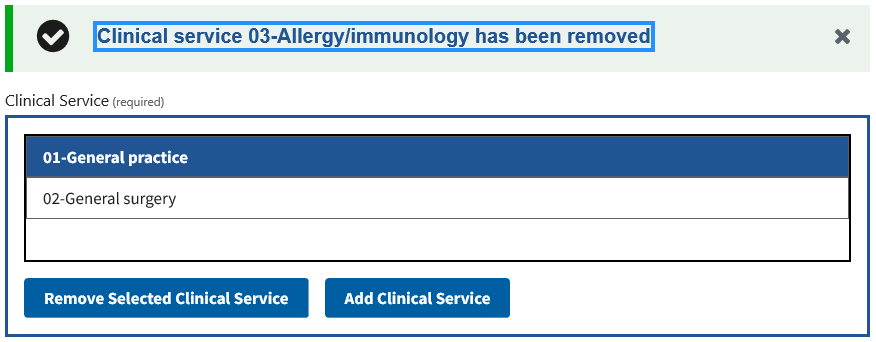 Clinical service 03-Allergy/immunology has been removed
Clinical Service (required)
01-General practice
02-General surgery
Remove Selected Clinical Service
Add Clinical Service